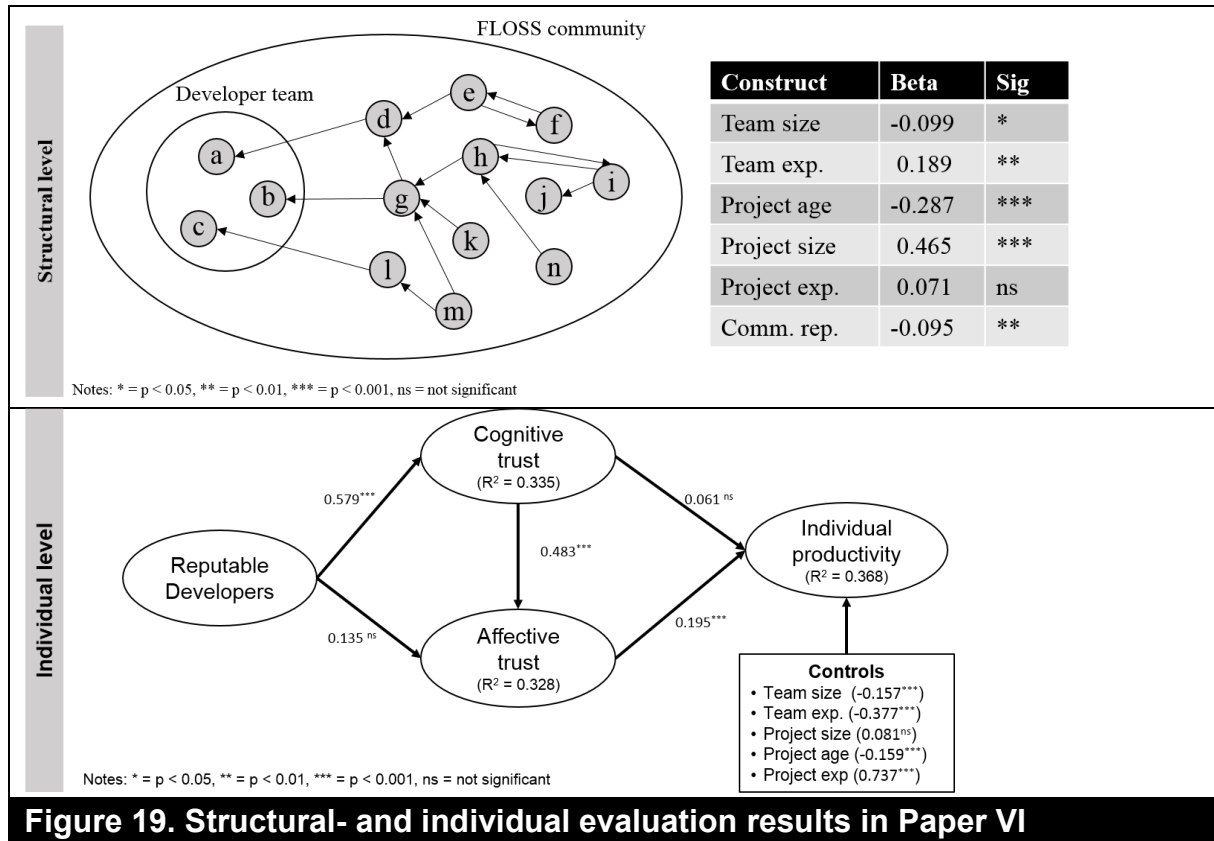 FLOSS community
Developer team
e
d
f
a
h
i
j
b
g
c
k
l
n
m
Structural level
Construct Beta Sig
Team size -0.099 *
Team exp. 0.189 **
Project age -0.287 ***
Project size 0.465 ***
Project exp. 0.071 ns
Comm. rep. -0.095 **
Notes: * = p < 0.05, ** = p < 0.01, *** = p < 0.001, ns = not significant
Individual level
Cognitive
trust
(R² = 0.335)
0.579***
0.061 ns
Reputable
Developers
0.483***
Individual
productivity
(R² = 0.368)
0.135 ns
Affective
trust
(R² = 0.328)
0.195***
Controls
• Team size (-0.157***)
• Team exp. (-0.377***)
• Project size (0.081ns)
• Project age (-0.159***)
• Project exp (0.737***)
Notes: * = p < 0.05, ** = p < 0.01, *** = p < 0.001, ns = not significant
Figure 19. Structural- and individual evaluation results in Paper VI